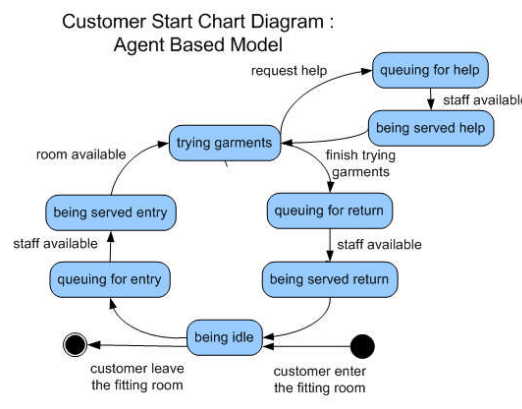 Customer Start Chart Diagram :
Agent Based Model
request help
queuing for help
staff available
being served help
trying garments
room available
finish trying
garments
being served entry
queuing for return
staff available
staff available
queuing for entry
being served return
being idle
customer leave
the fitting room
customer enter
the fitting room